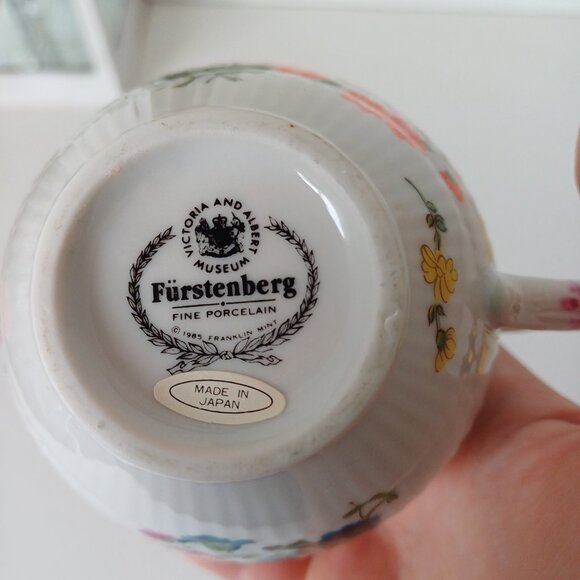 VICTORIA AND ALBERT
MUSEUM
Fürstenberg
FINE PORCELAIN
© 1985 FRANKLIN MINT
MADE IN
JAPAN